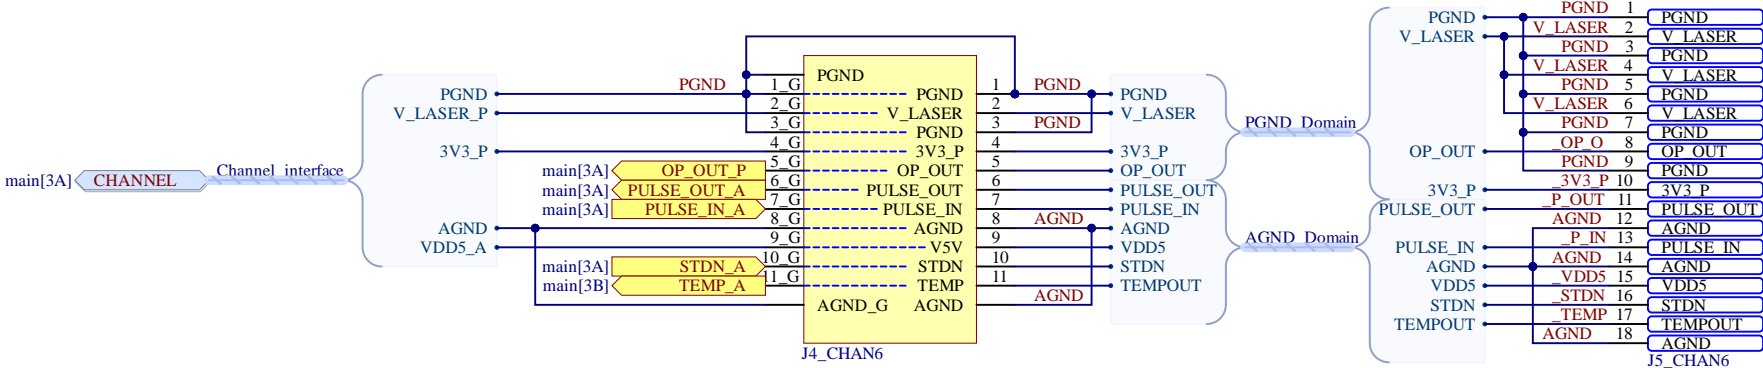 main[3A] CHANNEL
Channel_interface
PGND
V_LASER_P
3V3_P
AGND
VDD5_A
PGND
main[3A] OP_OUT_P
main[3A] PULSE_OUT_A
main[3A] PULSE_IN_A
main[3A] STDN_A
main[3B] TEMP_A
PGND
1_G PGND 1 PGND
2_G V_LASER 2
3_G PGND 3 PGND
4_G 3V3_P 4
5_G OP_OUT 5
6_G PULSE_OUT 6
7_G PULSE_IN 7
8_G AGND 8 AGND
9_G V5V 9
10_G STDN 10
11_G TEMP 11
AGND_G AGND AGND
J4_CHAN6
PGND
V_LASER
3V3_P
OP_OUT
PULSE_OUT
PULSE_IN
AGND
VDD5
STDN
TEMPOUT
PGND_Domain
AGND_Domain
PGND
V_LASER
OP_OUT
3V3_P
PULSE_OUT
PULSE_IN
AGND
VDD5
STDN
TEMPOUT
PGND 1 PGND
V_LASER 2 V_LASER
PGND 3 PGND
V_LASER 4 V_LASER
PGND 5 PGND
V_LASER 6 V_LASER
PGND 7 PGND
_OP_O 8 OP_OUT
PGND 9 PGND
_3V3_P 10 3V3_P
_P_OUT 11 PULSE_OUT
AGND 12 AGND
_P_IN 13 PULSE_IN
AGND 14 AGND
_VDD5 15 VDD5
_STDN 16 STDN
_TEMP 17 TEMPOUT
AGND 18 AGND
J5_CHAN6